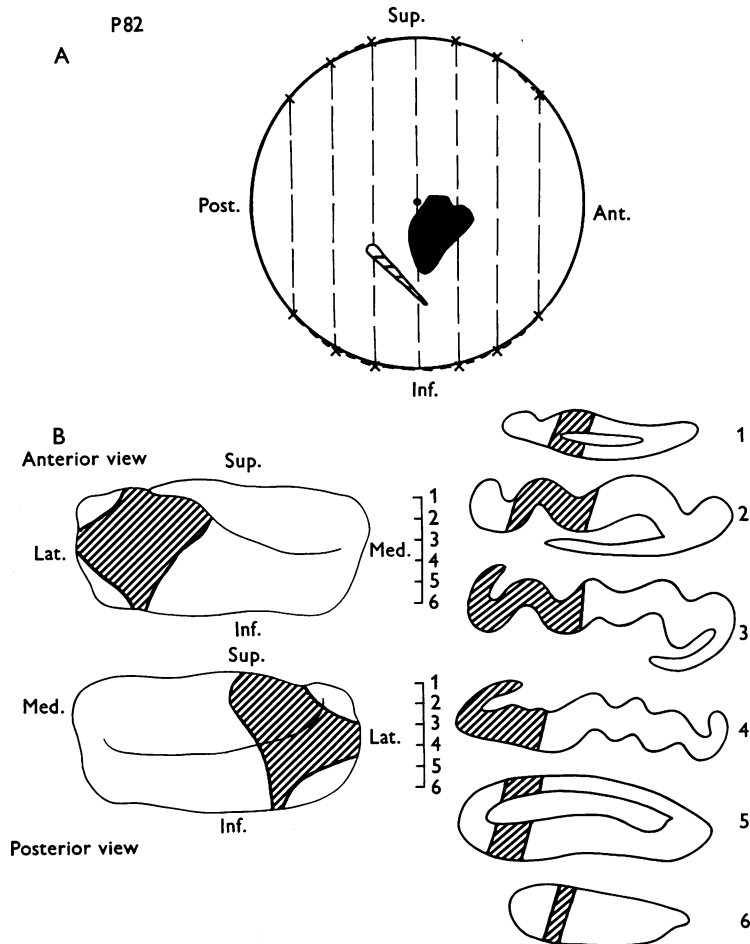 P82
A
Sup.
Post.
Ant.
Inf.
B
Anterior view
Sup.
Lat.
Med.
Inf.
1
2
3
4
5
6
Sup.
Med.
Lat.
Inf.
1
2
3
4
5
6
Posterior view
1
2
3
4
5
6